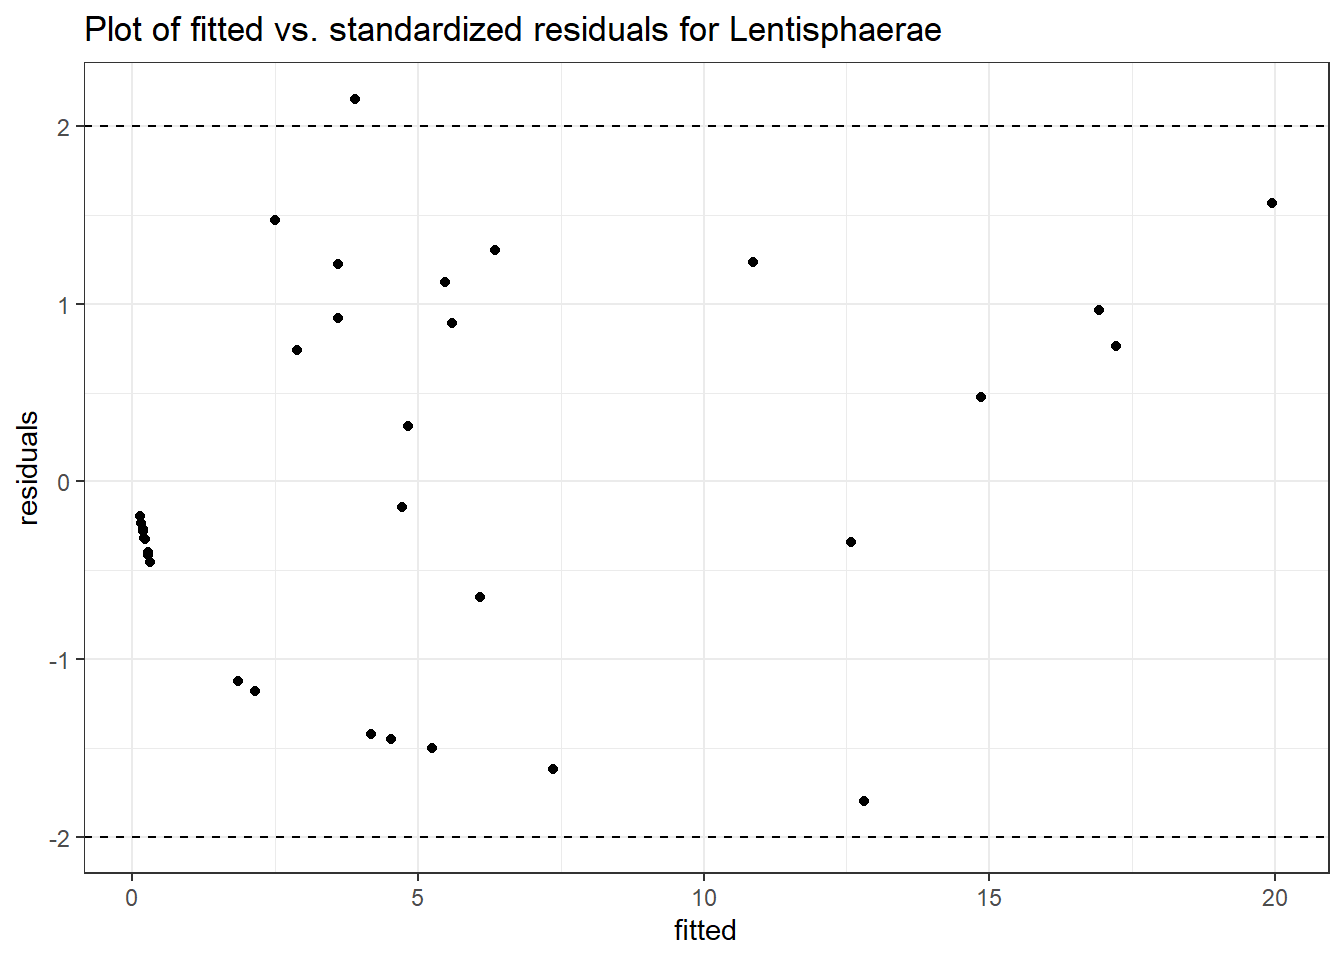 Plot of fitted vs. standardized residuals for Lentisphaerae
2
1
0
-1
-2
residuals
0 5 10 15 20
fitted